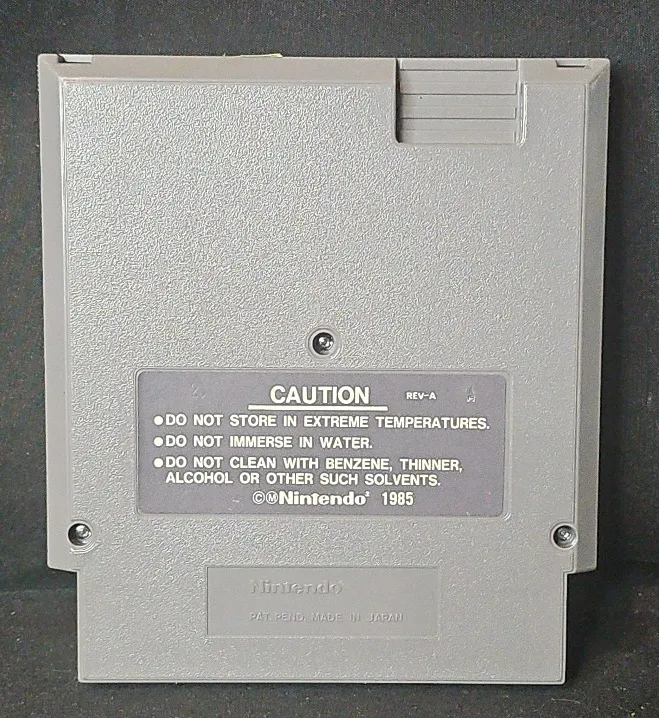 CAUTION REV-A
●DO NOT STORE IN EXTREME TEMPERATURES.
●DO NOT IMMERSE IN WATER.
●DO NOT CLEAN WITH BENZENE, THINNER,
ALCOHOL OR OTHER SUCH SOLVENTS.
©ⓂNintendo® 1985
Nintendo
PAT. PEND. MADE IN JAPAN